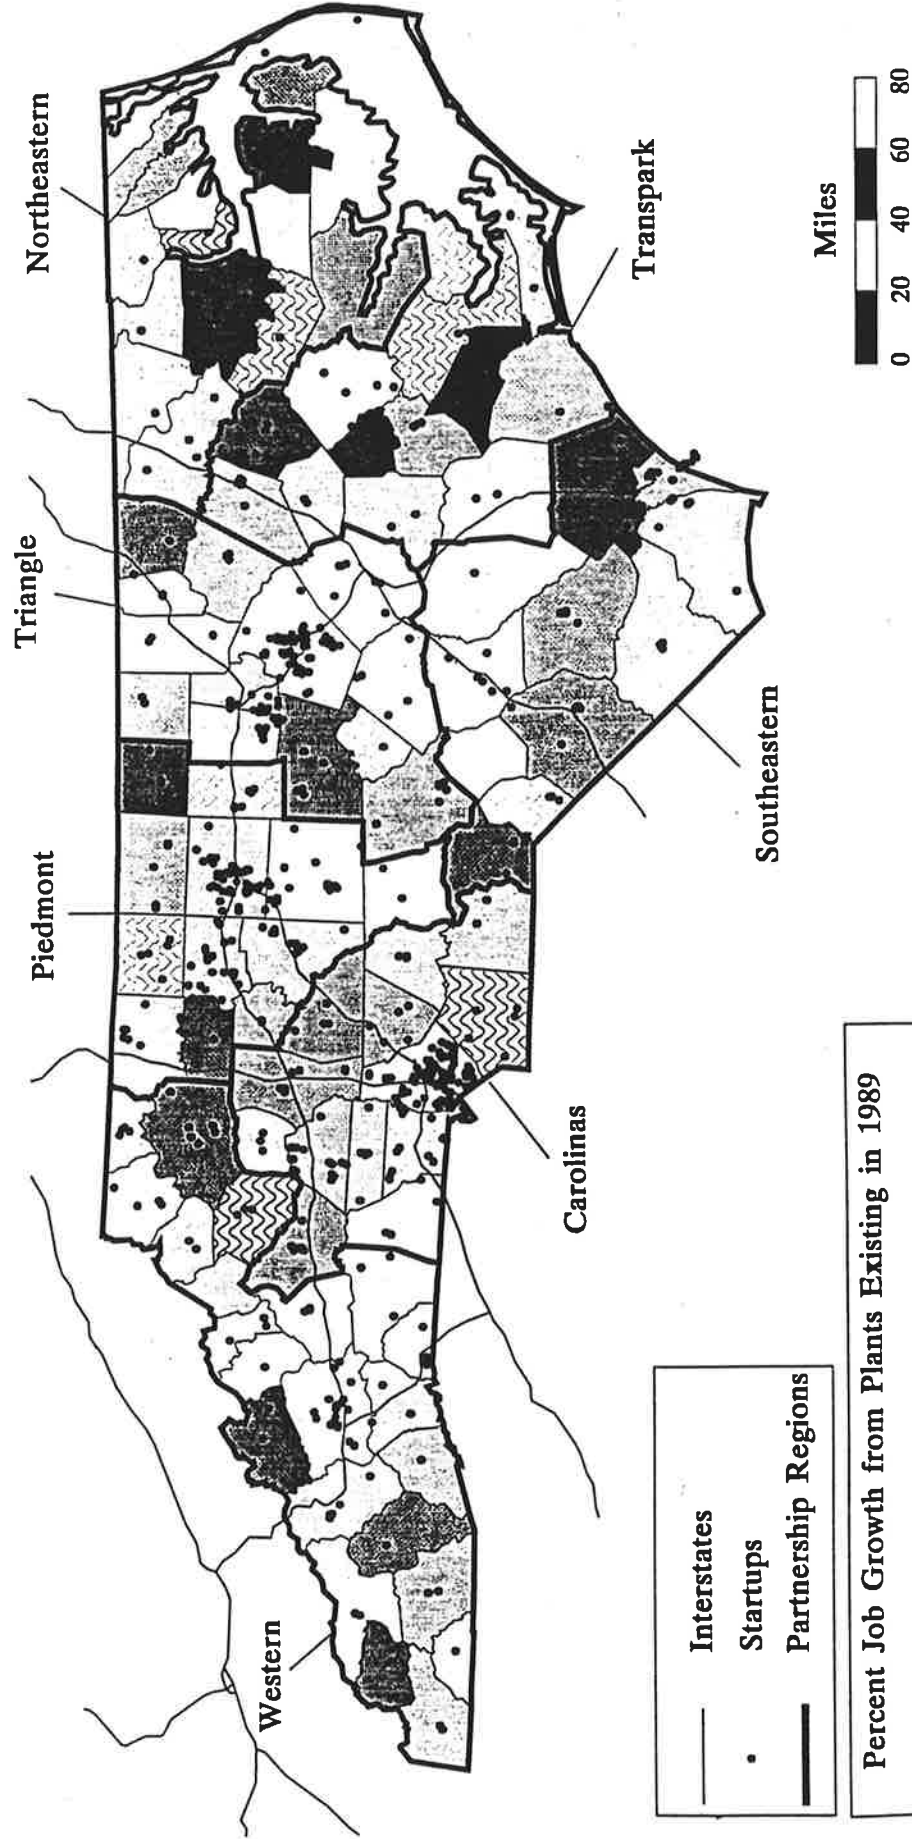 Western
Piedmont
Triangle
Northeastern
Carolinas
Southeastern
Transpark
Miles
0 20 40 60 80
Interstates
Startups
Partnership Regions
Percent Job Growth from Plants Existing in 1989